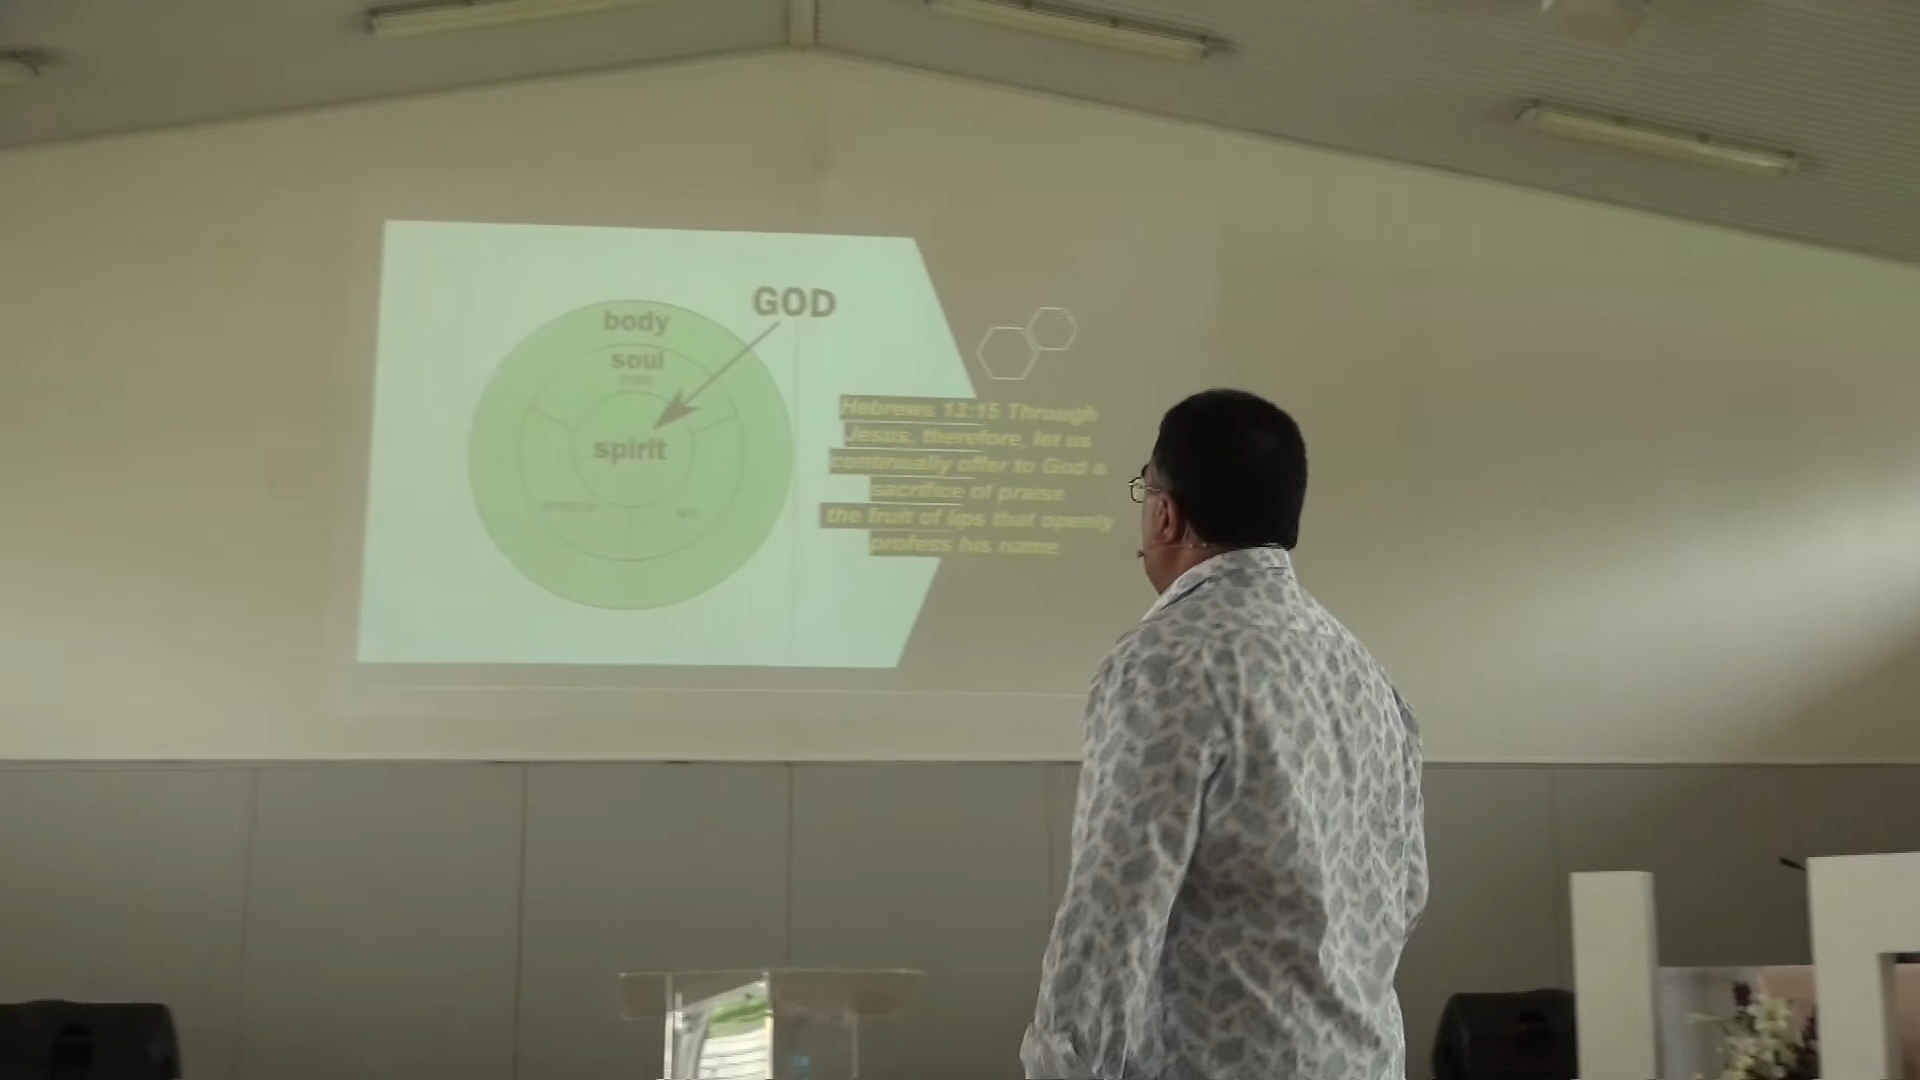 GOD
body
soul
spirit
Hebrews 13:15 Through
Jesus, therefore, let us
continually offer to God a
sacrifice of praise
the fruit of lips that openly
profess his name.